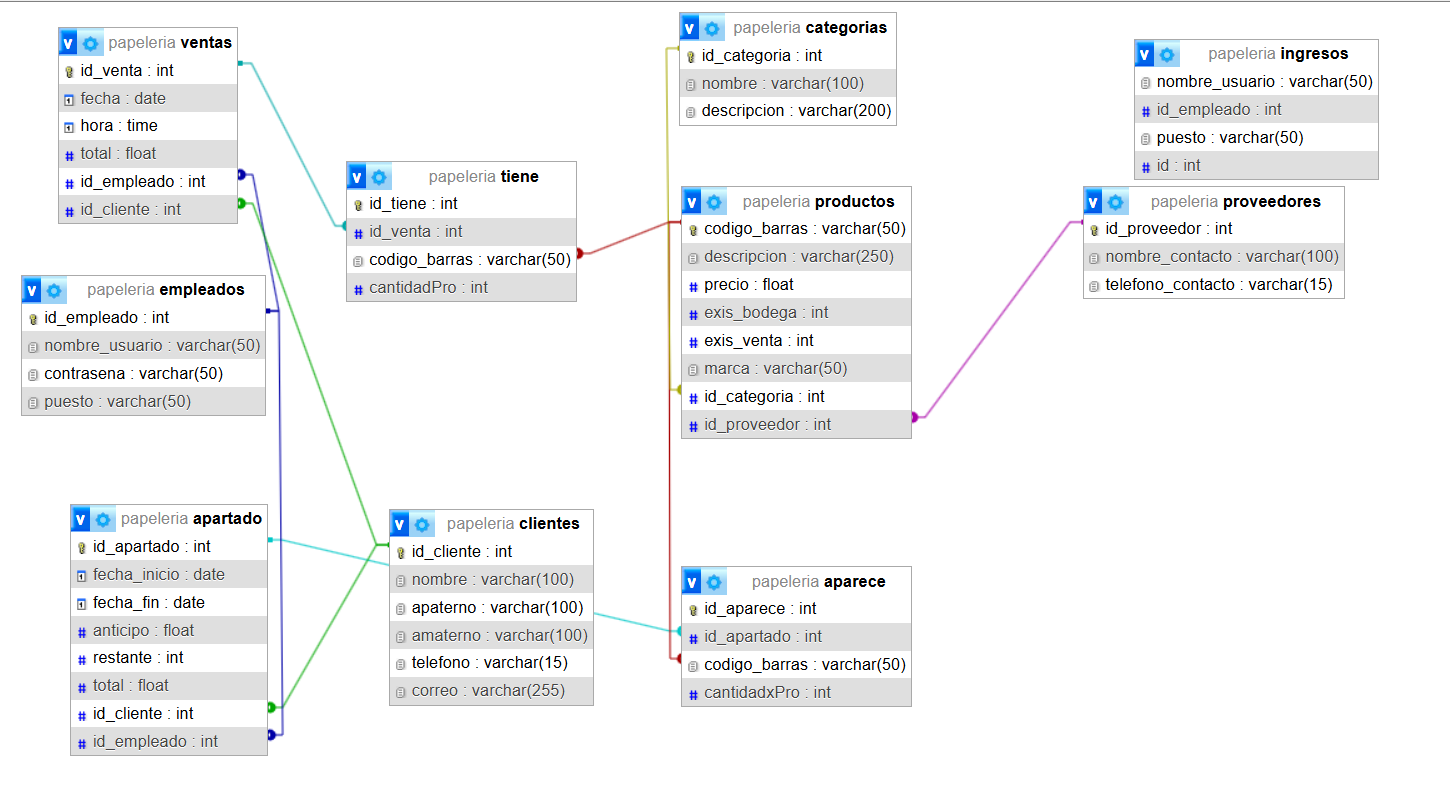 v papeleria ventas
id_venta : int
fecha : date
hora : time
total : float
id_empleado : int
id_cliente : int
v papeleria empleados
id_empleado : int
nombre_usuario : varchar(50)
contrasena : varchar(50)
puesto : varchar(50)
v papeleria apartado
id_apartado : int
fecha_inicio : date
fecha_fin : date
anticipo : float
restante : int
total : float
id_cliente : int
id_empleado : int
v papeleria tiene
id_tiene : int
id_venta : int
codigo_barras : varchar(50)
cantidadPro : int
v papeleria clientes
id_cliente : int
nombre : varchar(100)
apaterno : varchar(100)
amaterno : varchar(100)
telefono : varchar(15)
correo : varchar(255)
v papeleria categorias
id_categoria : int
nombre : varchar(100)
descripcion : varchar(200)
v papeleria productos
codigo_barras : varchar(50)
descripcion : varchar(250)
precio : float
exis_bodega : int
exis_venta : int
marca : varchar(50)
id_categoria : int
id_proveedor : int
v papeleria aparece
id_aparece : int
id_apartado : int
codigo_barras : varchar(50)
cantidadxPro : int
v papeleria ingresos
nombre_usuario : varchar(50)
id_empleado : int
puesto : varchar(50)
id : int
v papeleria proveedores
id_proveedor : int
nombre_contacto : varchar(100)
telefono_contacto : varchar(15)